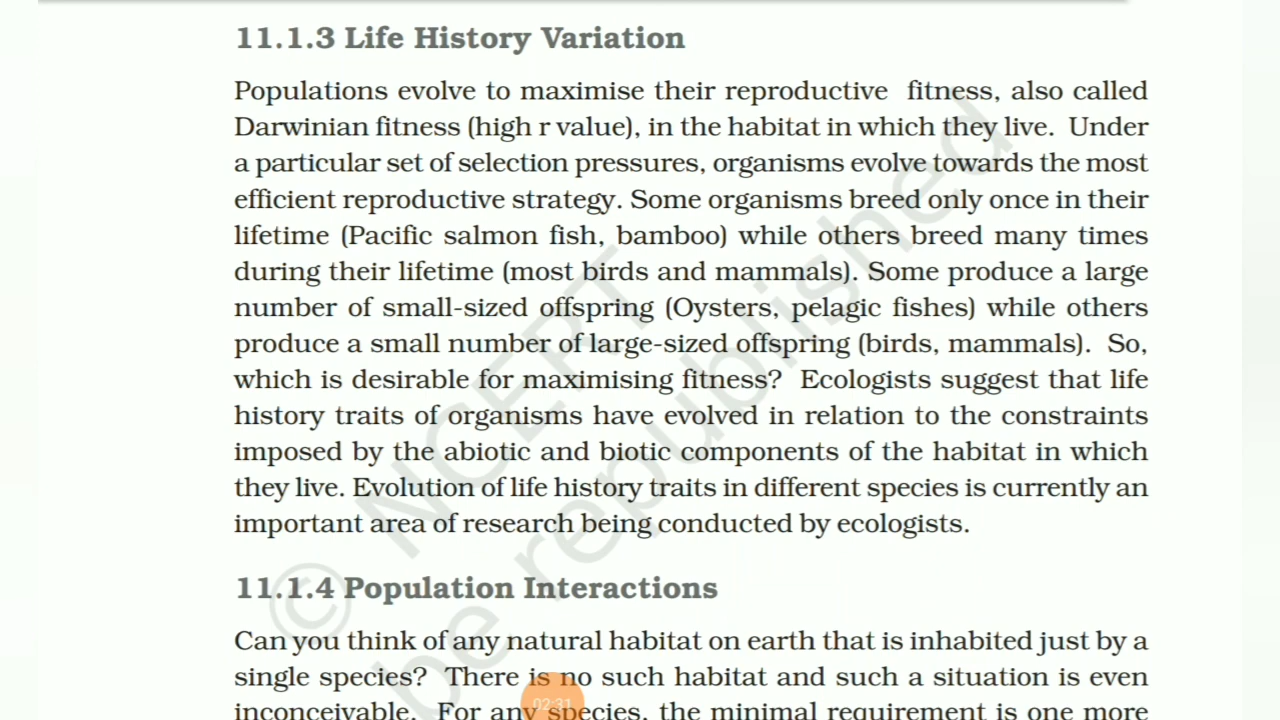 11.1.3 Life History Variation
Populations evolve to maximise their reproductive fitness, also called
Darwinian fitness (high r value), in the habitat in which they live. Under
a particular set of selection pressures, organisms evolve towards the most
efficient reproductive strategy. Some organisms breed only once in their
lifetime (Pacific salmon fish, bamboo) while others breed many times
during their lifetime (most birds and mammals). Some produce a large
number of small-sized offspring (Oysters, pelagic fishes) while others
produce a small number of large-sized offspring (birds, mammals). So,
which is desirable for maximising fitness? Ecologists suggest that life
history traits of organisms have evolved in relation to the constraints
imposed by the abiotic and biotic components of the habitat in which
they live. Evolution of life history traits in different species is currently an
important area of research being conducted by ecologists.
11.1.4 Population Interactions
Can you think of any natural habitat on earth that is inhabited just by a
single species? There is no such habitat and such a situation is even
inconceivable. For any species, the minimal requirement is one more
© NCERT
be republished
02:31